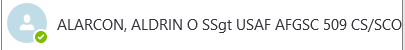 ALARCON, ALDRIN O SSgt USAF AFGSC 509 CS/SCO